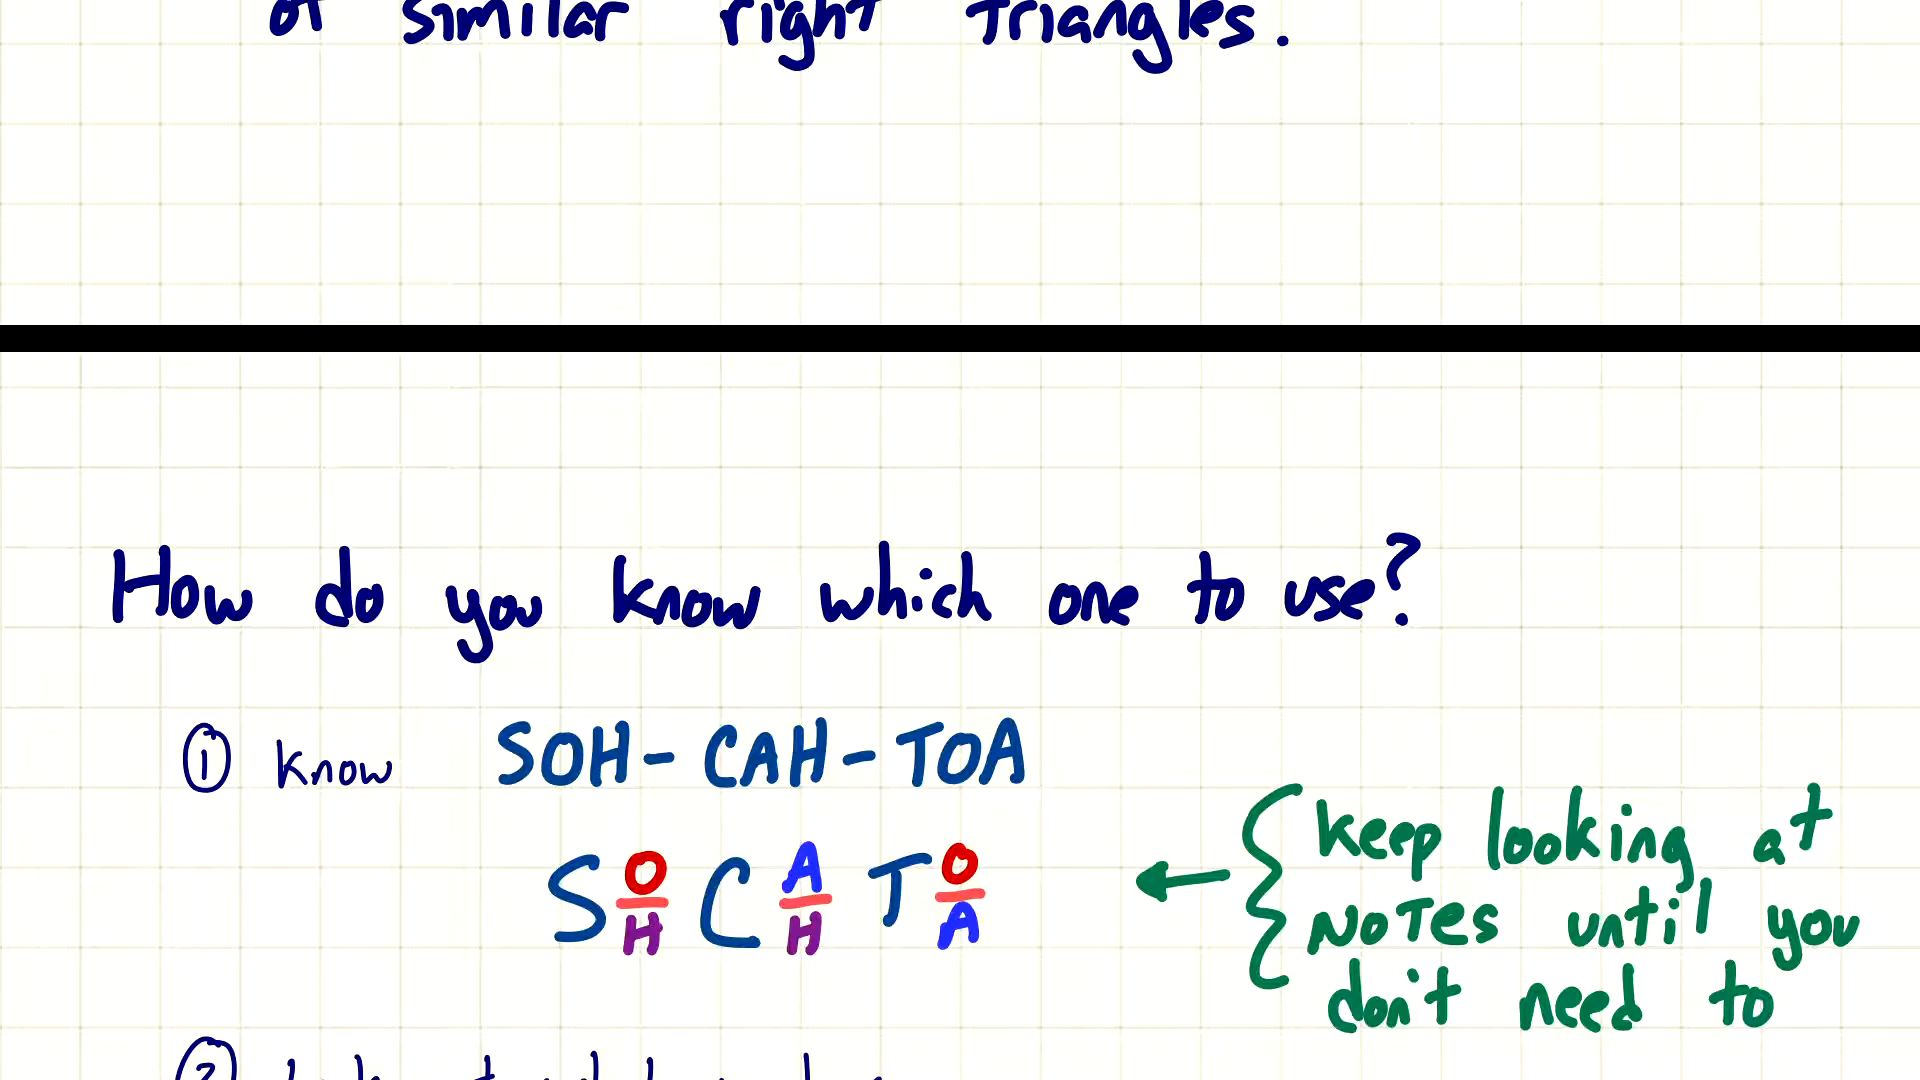 of similar right triangles.
How do you know which one to use?
① know SOH - CAH - TOA
S O/H C A/H T O/A
← { keep looking at
NOTES until you
don't need to
②